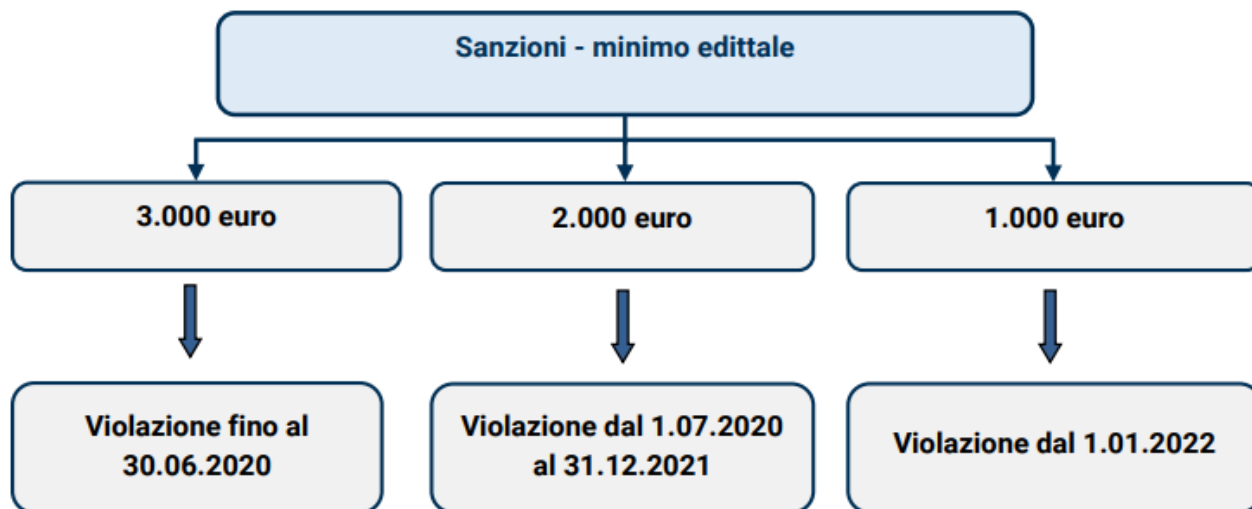 Sanzioni - minimo edittale
3.000 euro
2.000 euro
1.000 euro
Violazione fino al
30.06.2020
Violazione dal 1.07.2020
al 31.12.2021
Violazione dal 1.01.2022